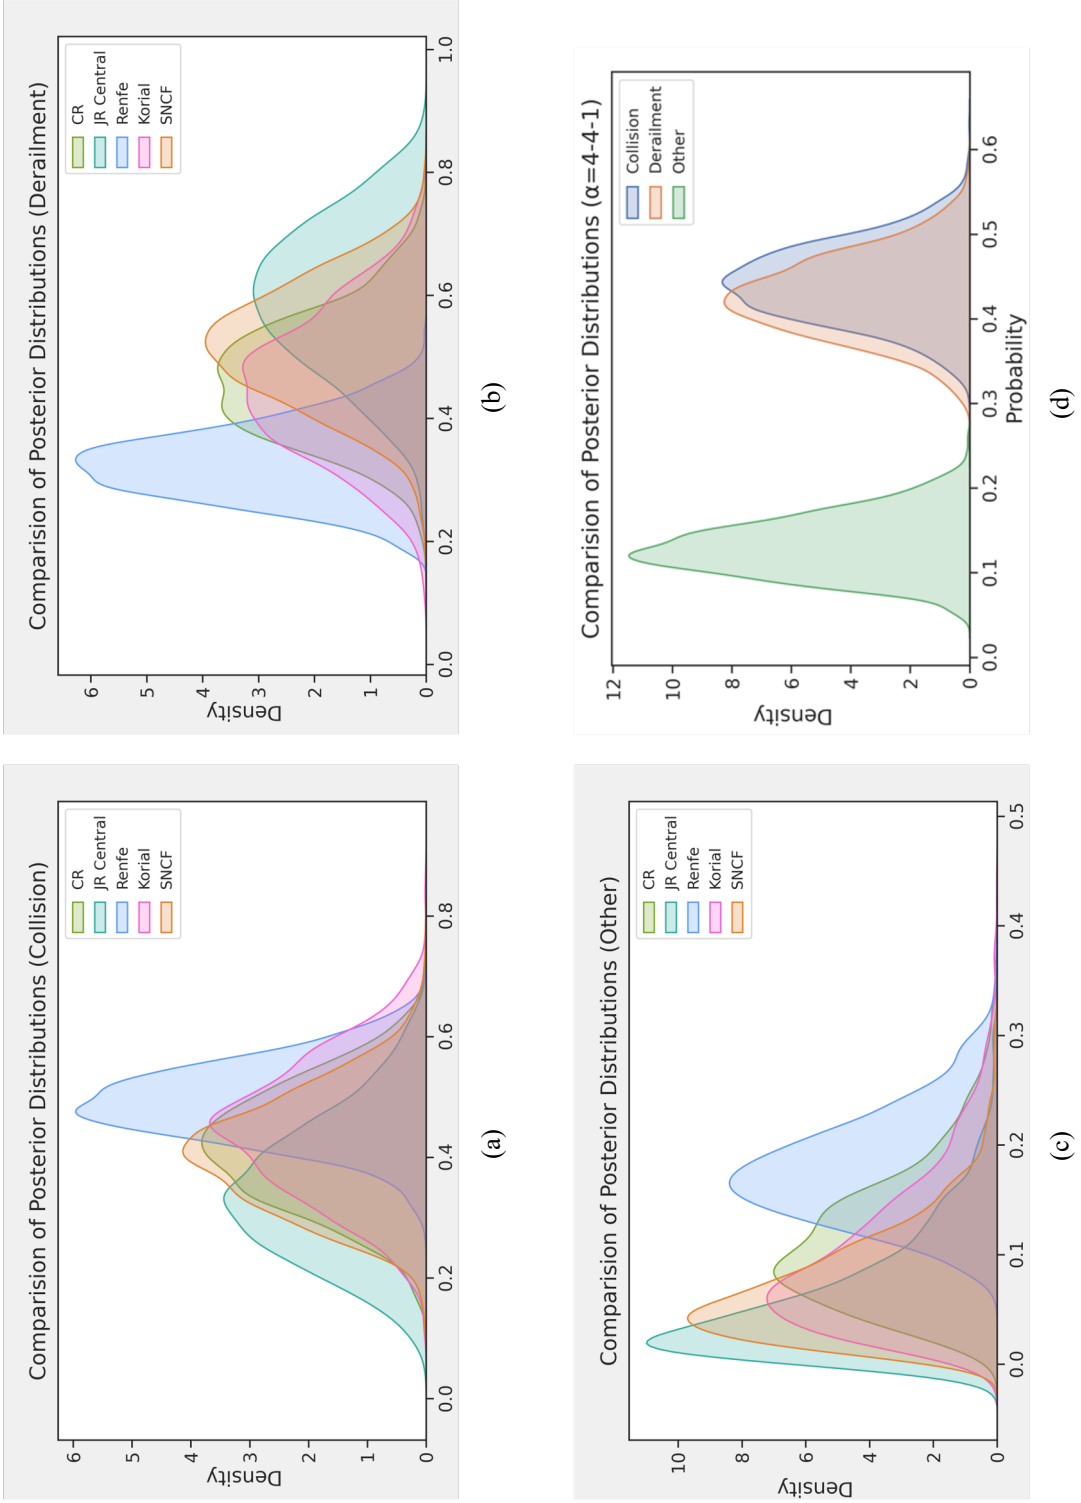 Comparision of Posterior Distributions (Collision)
CR
JR Central
Renfe
Korial
SNCF
Density
0
1
2
3
4
5
6
0.0
0.2
0.4
0.6
0.8
(a)
Comparision of Posterior Distributions (Derailment)
CR
JR Central
Renfe
Korial
SNCF
Density
0
1
2
3
4
5
6
0.0
0.2
0.4
0.6
0.8
1.0
(b)
Comparision of Posterior Distributions (Other)
CR
JR Central
Renfe
Korial
SNCF
Density
0
2
4
6
8
10
0.0
0.1
0.2
0.3
0.4
0.5
(c)
Comparision of Posterior Distributions (α=4-4-1)
Collision
Derailment
Other
Density
0
2
4
6
8
10
12
0.0
0.1
0.2
0.3
0.4
0.5
0.6
Probability
(d)